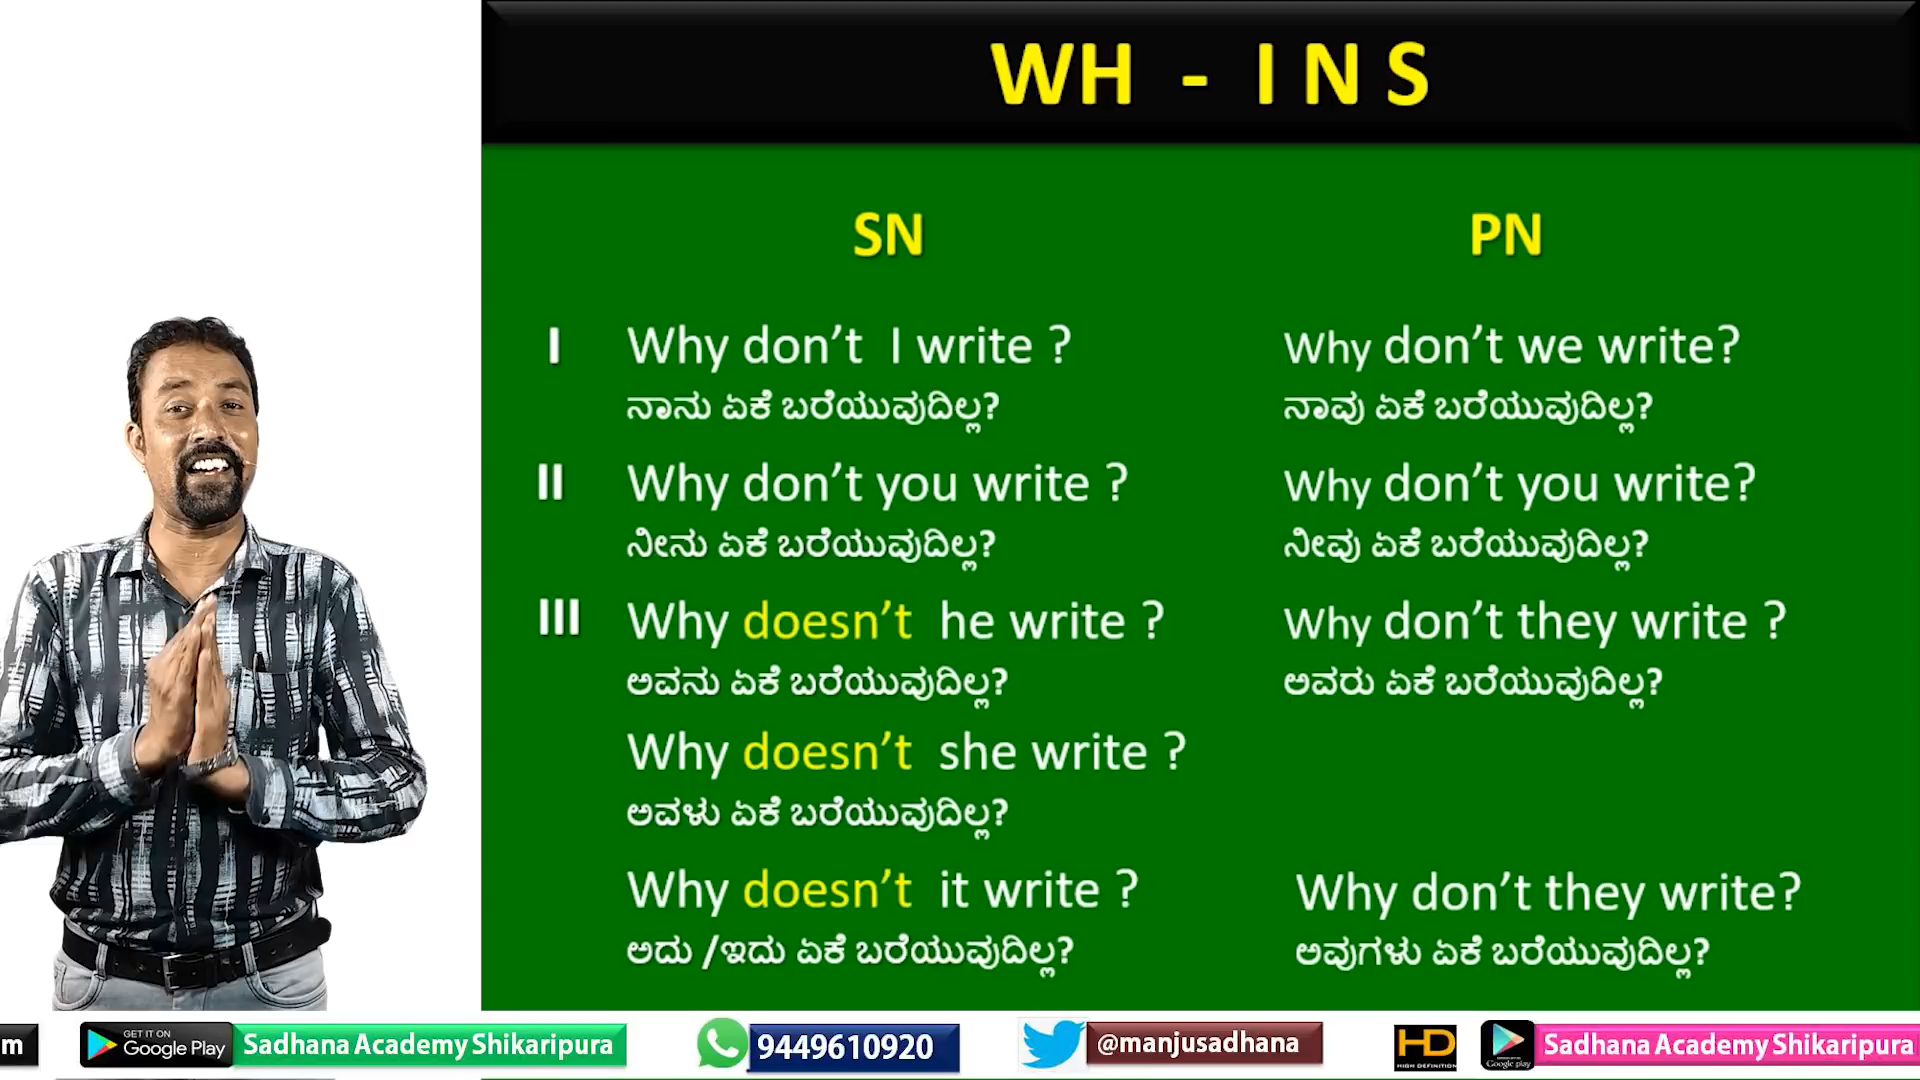 WH - I N S
SN PN
I Why don't I write ? Why don't we write?
ನಾನು ಏಕೆ ಬರೆಯುವುದಿಲ್ಲ? ನಾವು ಏಕೆ ಬರೆಯುವುದಿಲ್ಲ?
II Why don't you write ? Why don't you write?
ನೀನು ಏಕೆ ಬರೆಯುವುದಿಲ್ಲ? ನೀವು ಏಕೆ ಬರೆಯುವುದಿಲ್ಲ?
III Why doesn't he write ? Why don't they write ?
ಅವನು ಏಕೆ ಬರೆಯುವುದಿಲ್ಲ? ಅವರು ಏಕೆ ಬರೆಯುವುದಿಲ್ಲ?
Why doesn't she write ?
ಅವಳು ಏಕೆ ಬರೆಯುವುದಿಲ್ಲ?
Why doesn't it write ? Why don't they write?
ಅದು /ಇದು ಏಕೆ ಬರೆಯುವುದಿಲ್ಲ? ಅವುಗಳು ಏಕೆ ಬರೆಯುವುದಿಲ್ಲ?
m GET IT ON Google Play Sadhana Academy Shikaripura 9449610920 @manjusadhana HD HIGH DEFINITION Google play Sadhana Academy Shikaripura